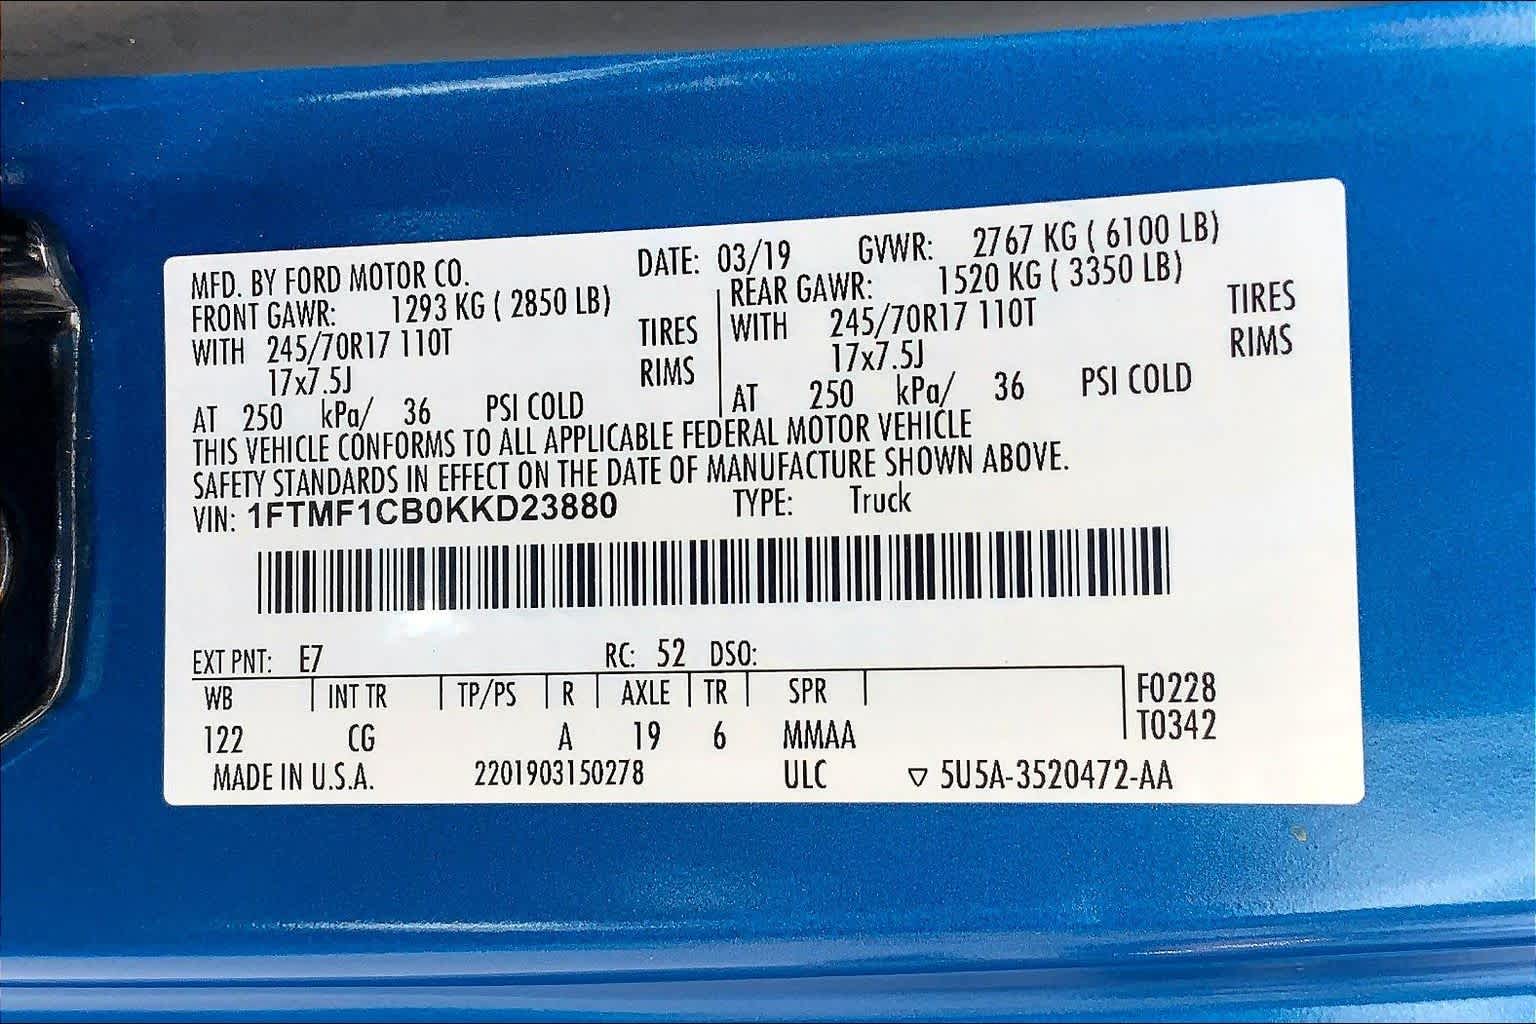 MFD. BY FORD MOTOR CO. DATE: 03/19 GVWR: 2767 KG ( 6100 LB)
FRONT GAWR: 1293 KG ( 2850 LB) REAR GAWR: 1520 KG ( 3350 LB)
WITH 245/70R17 110T TIRES WITH 245/70R17 110T TIRES
17x7.5J RIMS 17x7.5J RIMS
AT 250 kPa/ 36 PSI COLD AT 250 kPa/ 36 PSI COLD
THIS VEHICLE CONFORMS TO ALL APPLICABLE FEDERAL MOTOR VEHICLE
SAFETY STANDARDS IN EFFECT ON THE DATE OF MANUFACTURE SHOWN ABOVE.
VIN: 1FTMF1CB0KKD23880 TYPE: Truck
EXT PNT: E7 RC: 52 DSO:
WB INT TR TP/PS R AXLE TR SPR F0228
122 CG A 19 6 MMAA T0342
MADE IN U.S.A. 2201903150278 ULC ▽ 5U5A-3520472-AA